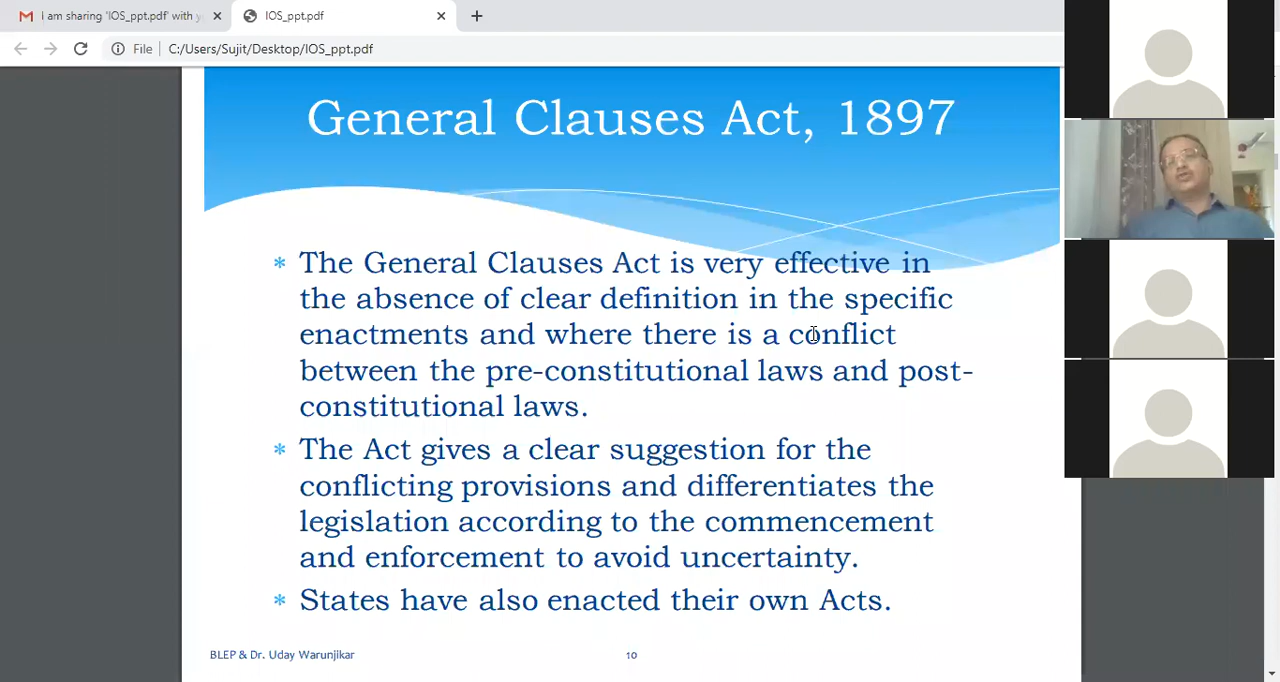 I am sharing 'IOS_ppt.pdf' with
IOS_ppt.pdf
File
C:/Users/Sujit/Desktop/IOS_ppt.pdf
General Clauses Act, 1897
* The General Clauses Act is very effective in
the absence of clear definition in the specific
enactments and where there is a conflict
between the pre-constitutional laws and post-
constitutional laws.
* The Act gives a clear suggestion for the
conflicting provisions and differentiates the
legislation according to the commencement
and enforcement to avoid uncertainty.
* States have also enacted their own Acts.
BLEP & Dr. Uday Warunjikar
10